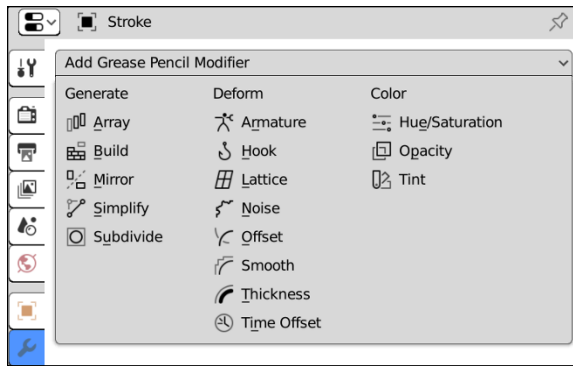 Stroke
Add Grease Pencil Modifier
Generate Deform Color
Array Armature Hue/Saturation
Build Hook Opacity
Mirror Lattice Tint
Simplify Noise
Subdivide Offset
Smooth
Thickness
Time Offset